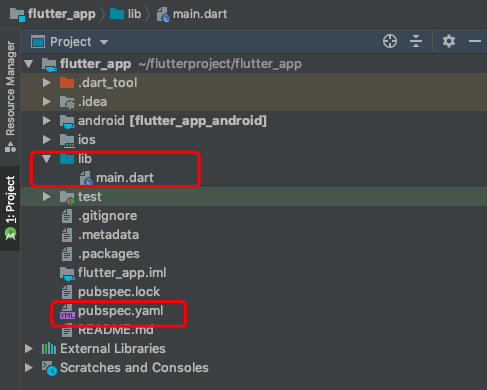 flutter_app lib main.dart
Resource Manager
1: Project
Project
flutter_app ~/flutterproject/flutter_app
.dart_tool
.idea
android [flutter_app_android]
ios
lib
main.dart
test
.gitignore
.metadata
.packages
flutter_app.iml
pubspec.lock
pubspec.yaml
README.md
External Libraries
Scratches and Consoles